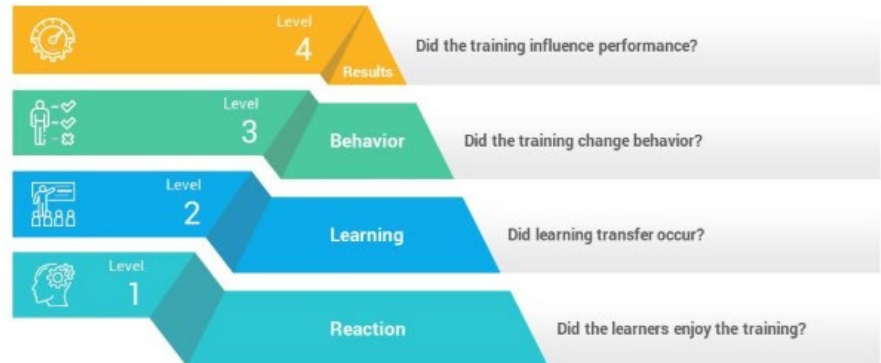 Level
4
Results
Did the training influence performance?
Level
3
Behavior
Did the training change behavior?
Level
2
Learning
Did learning transfer occur?
Level
1
Reaction
Did the learners enjoy the training?